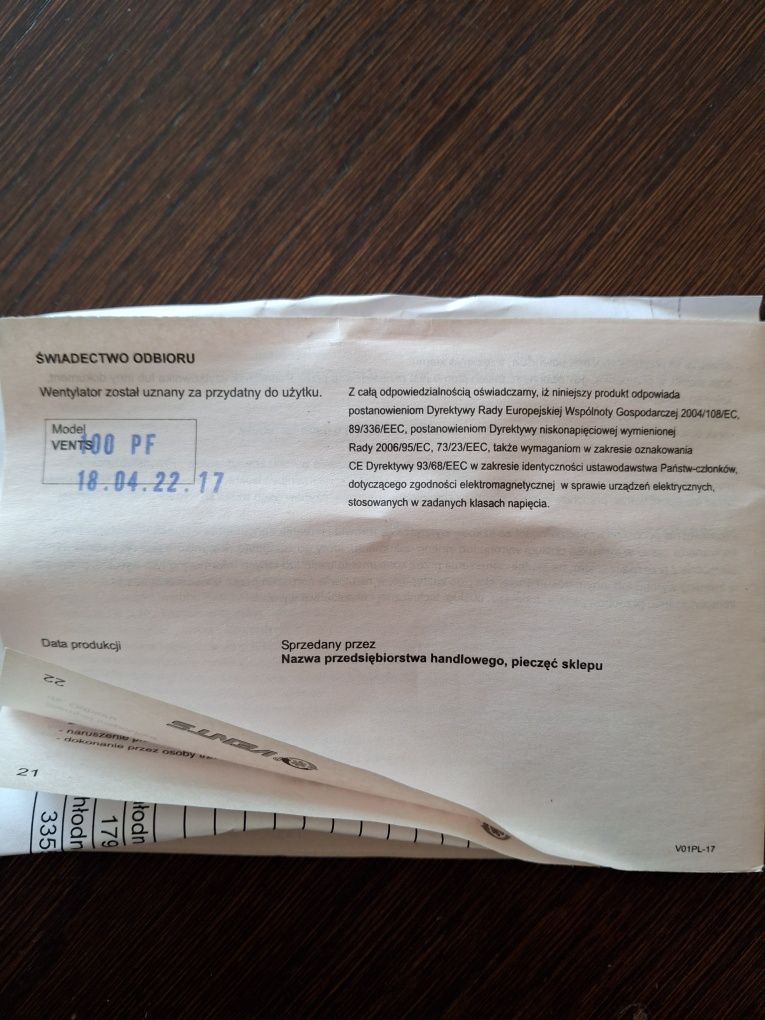 ŚWIADECTWO ODBIORU
Wentylator został uznany za przydatny do użytku.
Model
VENTS 100 PF
18.04.22.17
Z całą odpowiedzialnością oświadczamy, iż niniejszy produkt odpowiada
postanowieniom Dyrektywy Rady Europejskiej Wspólnoty Gospodarczej 2004/108/EC,
89/336/EEC, postanowieniom Dyrektywy niskonapięciowej wymienionej
Rady 2006/95/EC, 73/23/EEC, także wymaganiom w zakresie oznakowania
CE Dyrektywy 93/68/EEC w zakresie identyczności ustawodawstwa Państw-członków,
dotyczącego zgodności elektromagnetycznej w sprawie urządzeń elektrycznych,
stosowanych w zadanych klasach napięcia.
Data produkcji
Sprzedany przez
Nazwa przedsiębiorstwa handlowego, pieczęć sklepu
22
VENTS
- naruszenie
- dokonanie przez osoby
21
335
179
V01PL-17